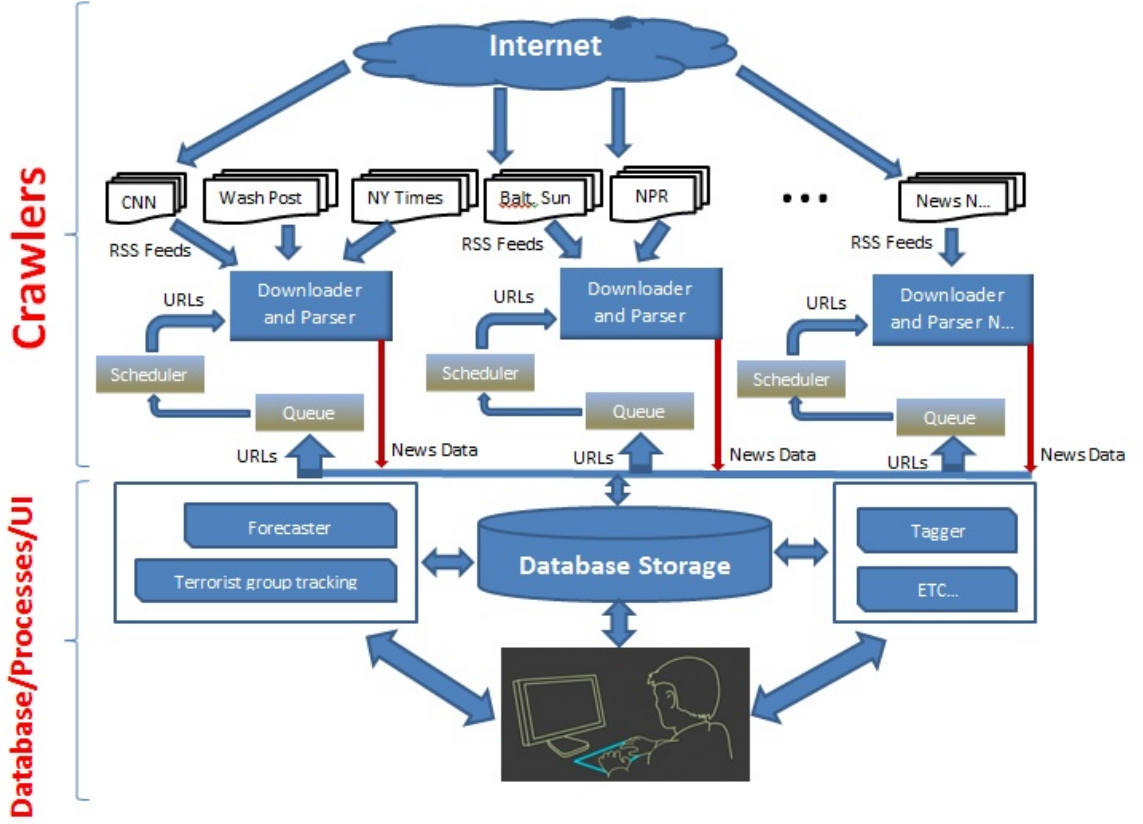 Internet
Crawlers
CNN
Wash Post
NY Times
Balt. Sun
NPR
...
News N...
RSS Feeds
RSS Feeds
RSS Feeds
URLs
Downloader
and Parser
URLs
Downloader
and Parser
URLs
Downloader
and Parser N...
Scheduler
Scheduler
Scheduler
Queue
Queue
Queue
URLs
News Data
URLs
News Data
URLs
News Data
Database/Processes/UI
Forecaster
Terrorist group tracking
Database Storage
Tagger
ETC...